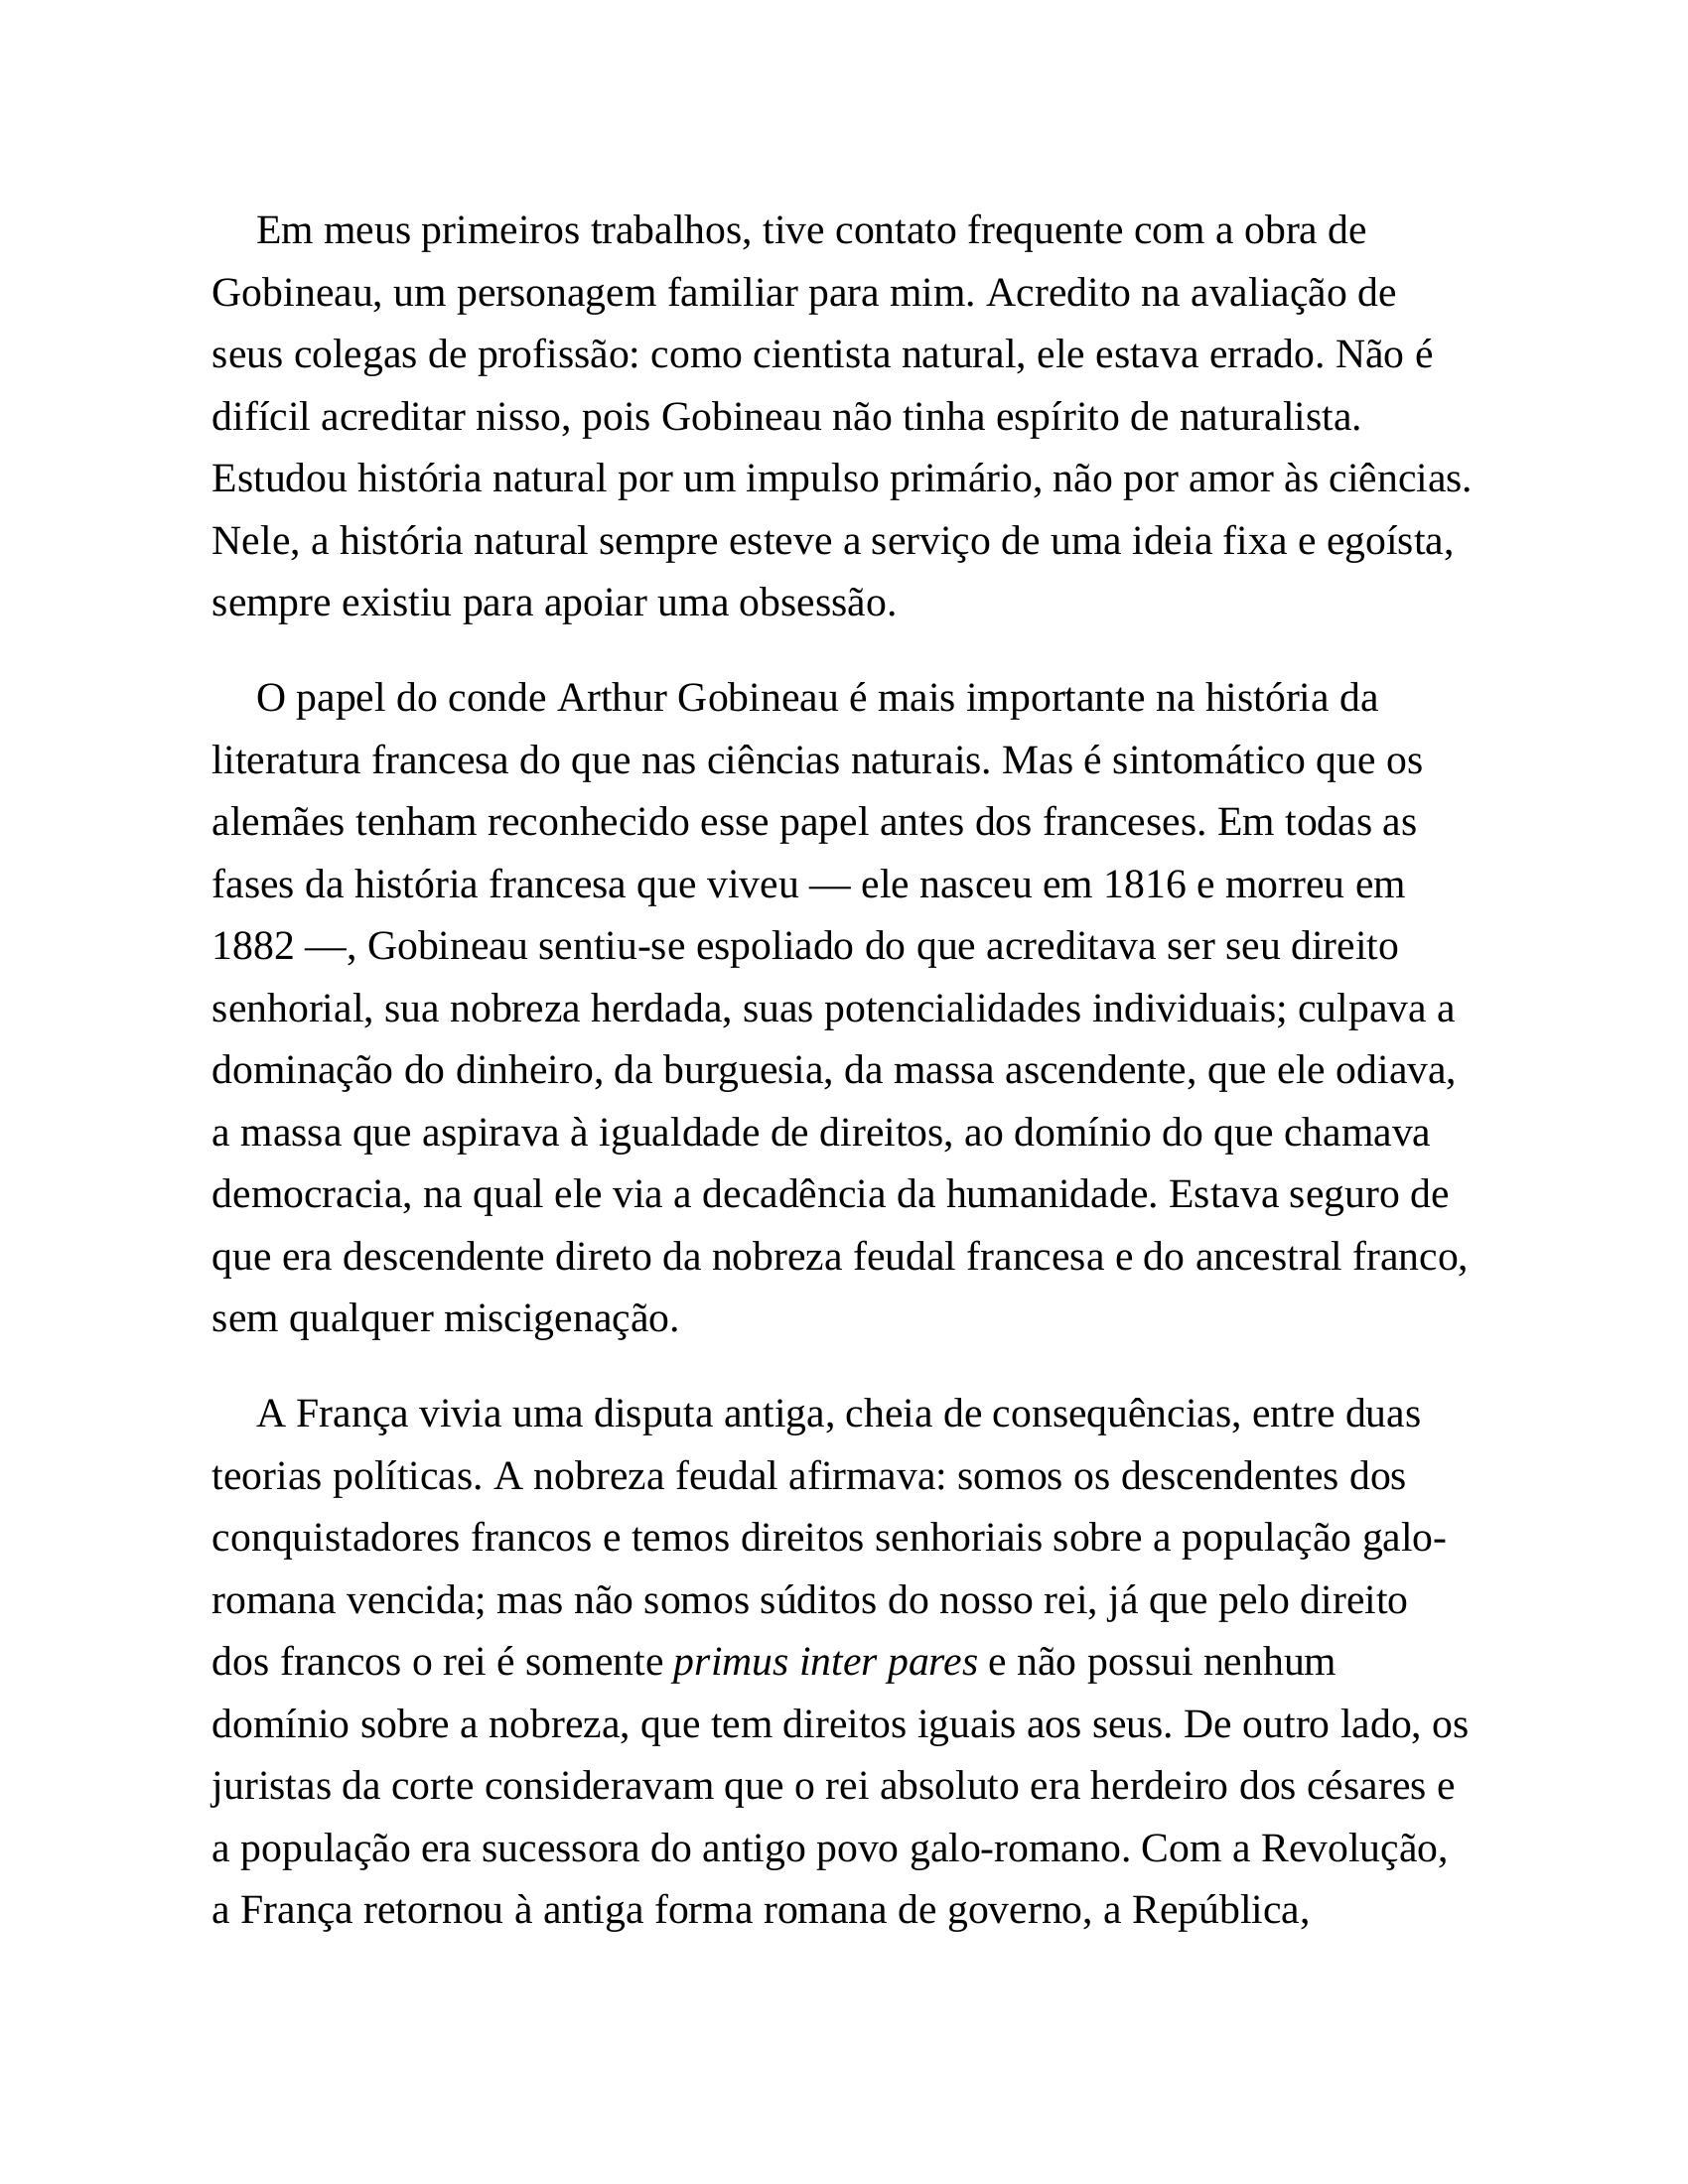 Em meus primeiros trabalhos, tive contato frequente com a obra de
Gobineau, um personagem familiar para mim. Acredito na avaliação de
seus colegas de profissão: como cientista natural, ele estava errado. Não é
difícil acreditar nisso, pois Gobineau não tinha espírito de naturalista.
Estudou história natural por um impulso primário, não por amor às ciências.
Nele, a história natural sempre esteve a serviço de uma ideia fixa e egoísta,
sempre existiu para apoiar uma obsessão.
O papel do conde Arthur Gobineau é mais importante na história da
literatura francesa do que nas ciências naturais. Mas é sintomático que os
alemães tenham reconhecido esse papel antes dos franceses. Em todas as
fases da história francesa que viveu — ele nasceu em 1816 e morreu em
1882 —, Gobineau sentiu-se espoliado do que acreditava ser seu direito
senhorial, sua nobreza herdada, suas potencialidades individuais; culpava a
dominação do dinheiro, da burguesia, da massa ascendente, que ele odiava,
a massa que aspirava à igualdade de direitos, ao domínio do que chamava
democracia, na qual ele via a decadência da humanidade. Estava seguro de
que era descendente direto da nobreza feudal francesa e do ancestral franco,
sem qualquer miscigenação.
A França vivia uma disputa antiga, cheia de consequências, entre duas
teorias políticas. A nobreza feudal afirmava: somos os descendentes dos
conquistadores francos e temos direitos senhoriais sobre a população galo-
romana vencida; mas não somos súditos do nosso rei, já que pelo direito
dos francos o rei é somente primus inter pares e não possui nenhum
domínio sobre a nobreza, que tem direitos iguais aos seus. De outro lado, os
juristas da corte consideravam que o rei absoluto era herdeiro dos césares e
a população era sucessora do antigo povo galo-romano. Com a Revolução,
a França retornou à antiga forma romana de governo, a República,